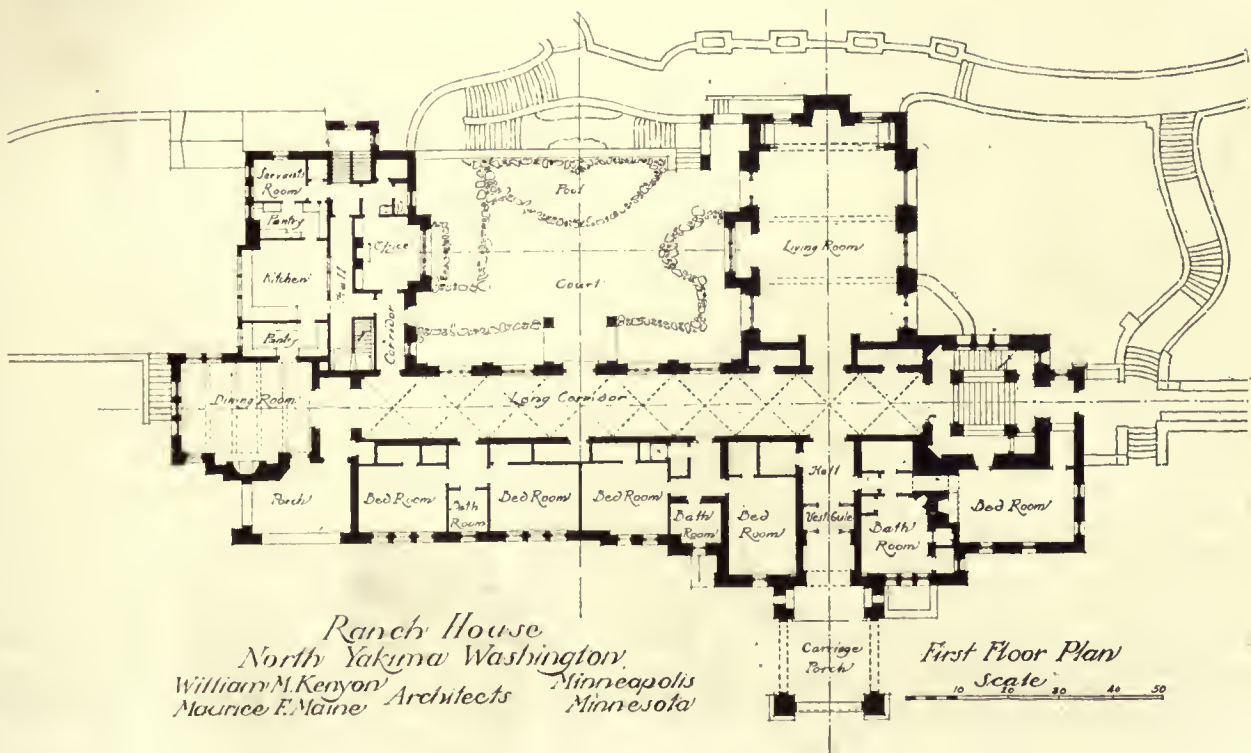 Pool
Servants
Room
Pantry
Office
Living Room
Kitchen
Hall
Court
Pantry
Corridor
Dining Room
Long Corridor
Porch
Bed Room
Bath
Room
Bed Room
Bed Room
Bath
Room
Bed
Room
Hall
Vestibule
Bath
Room
Bed Room
Carriage
Porch
Ranch House
North Yakima Washington
William M. Kenyon
Maurice F. Maine
Architects
Minneapolis
Minnesota
First Floor Plan
Scale
10 20 30 40 50